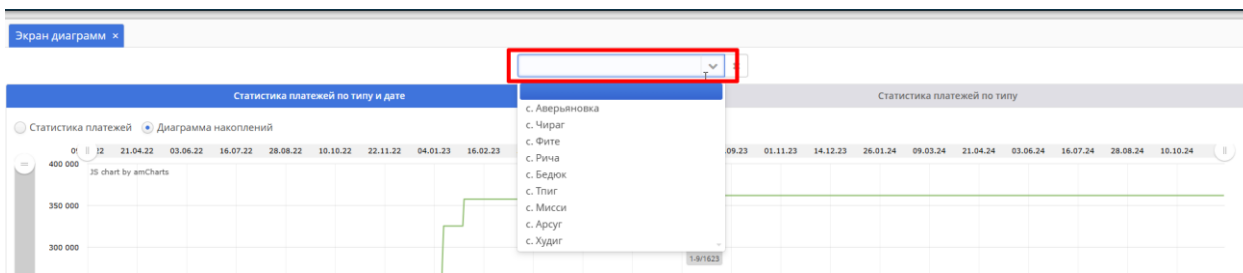 Экран диаграмм ×
Статистика платежей по типу и дате
Статистика платежей по типу
с. Аверьяновка
с. Чираг
с. Фите
с. Рича
с. Бедюк
с. Тпиг
с. Мисси
с. Арсуг
с. Худиг
1-9/1623
Статистика платежей Диаграмма накоплений
21.04.22 03.06.22 16.07.22 28.08.22 10.10.22 22.11.22 04.01.23 16.02.23 .09.23 01.11.23 14.12.23 26.01.24 09.03.24 21.04.24 03.06.24 16.07.24 28.08.24 10.10.24
400 000
JS chart by amCharts
350 000
300 000